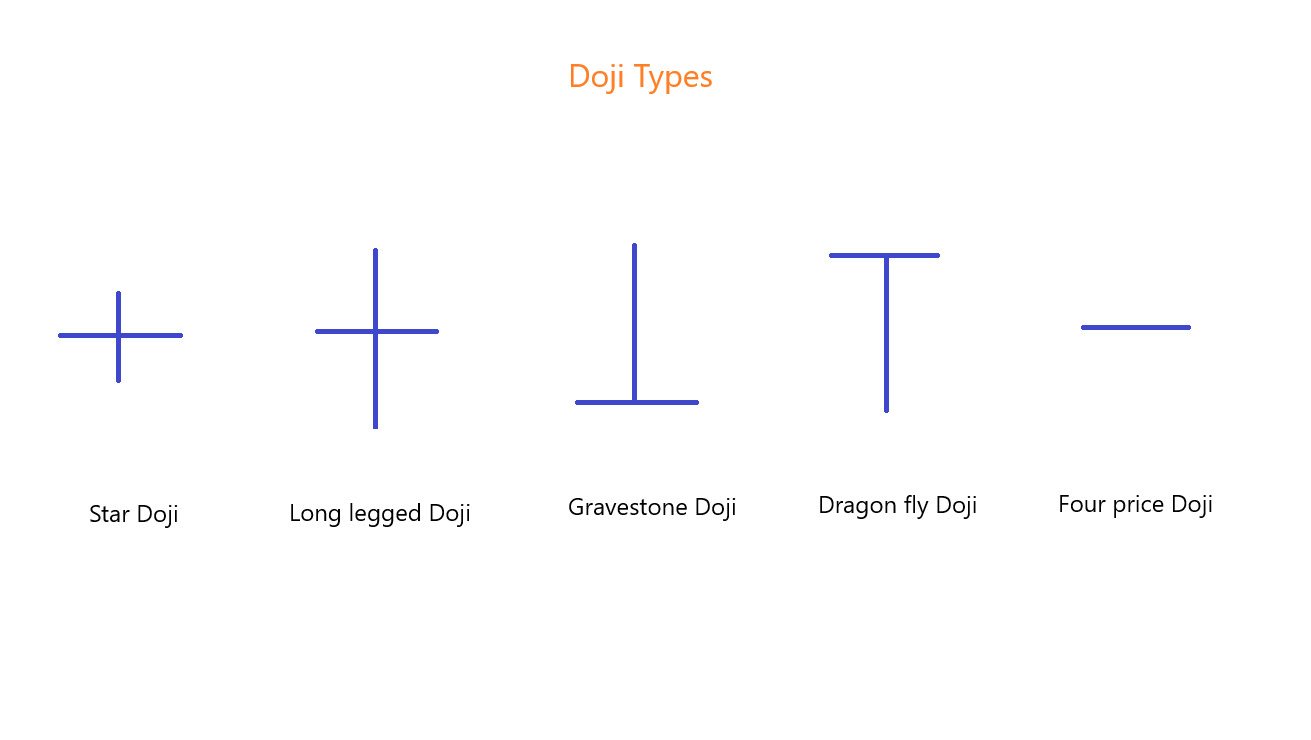 Doji Types
Star Doji
Long legged Doji
Gravestone Doji
Dragon fly Doji
Four price Doji